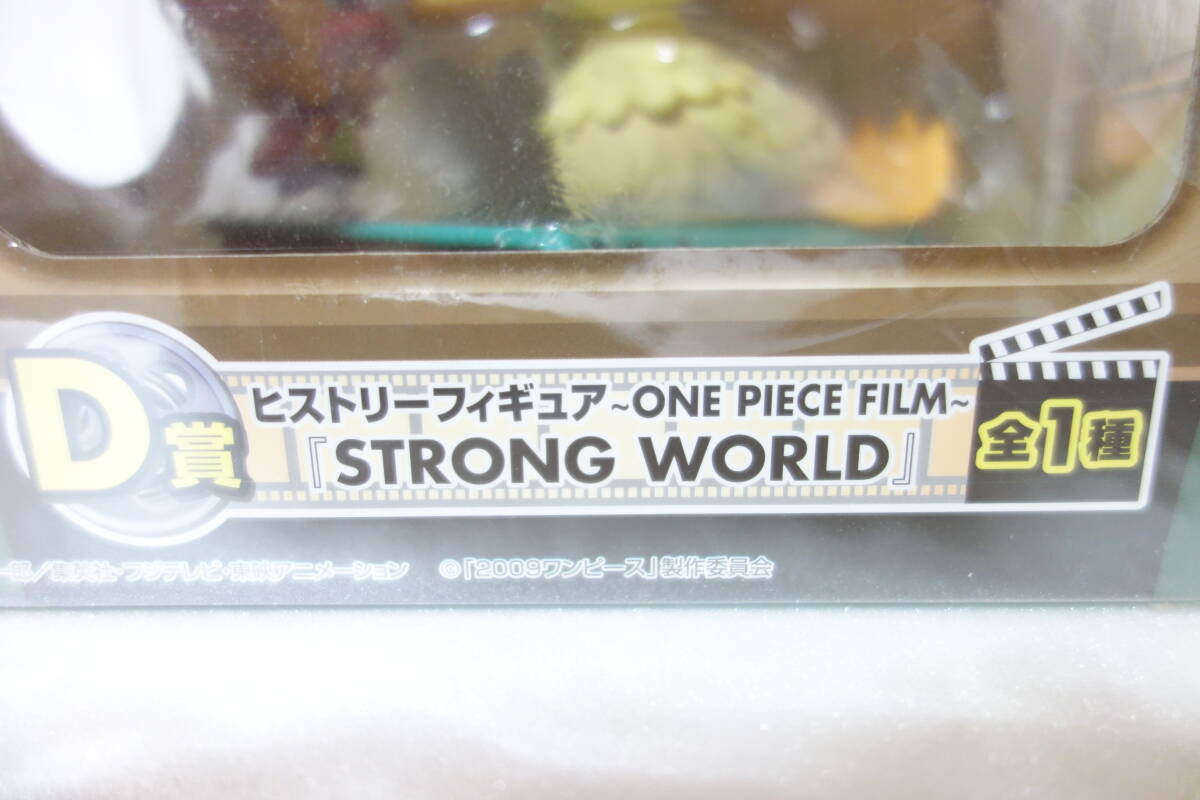 D賞
ヒストリーフィギュア~ONE PIECE FILM~
『STRONG WORLD』
全1種
郎/集英社・フジテレビ・東映アニメーション ©「2009ワンピース」製作委員会